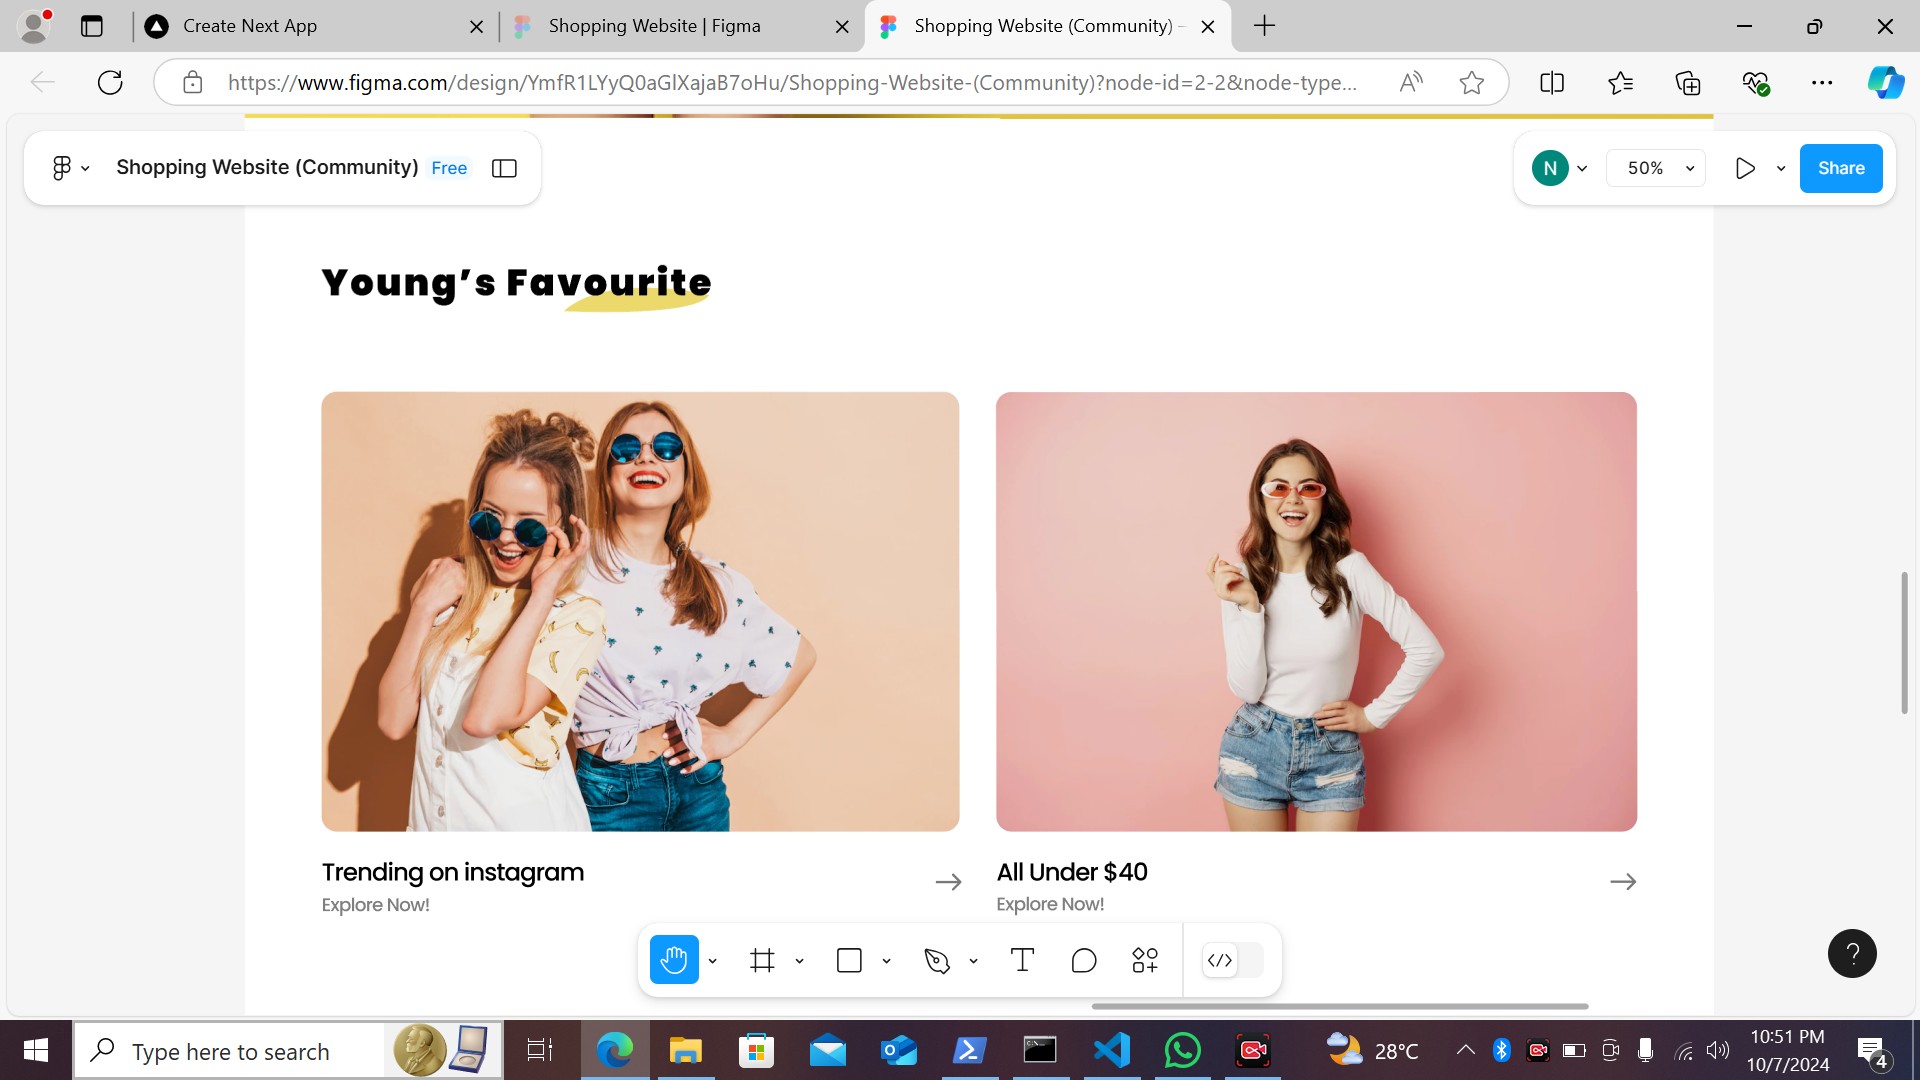 Create Next App
Shopping Website | Figma
Shopping Website (Community) -
https://www.figma.com/design/YmfR1LYyQ0aGlXajaB7oHu/Shopping-Website-(Community)?node-id=2-2&node-type...
Shopping Website (Community) Free
N
50%
Share
Young’s Favourite
Trending on instagram
Explore Now!
All Under $40
Explore Now!
Type here to search
28°C
10:51 PM
10/7/2024
4